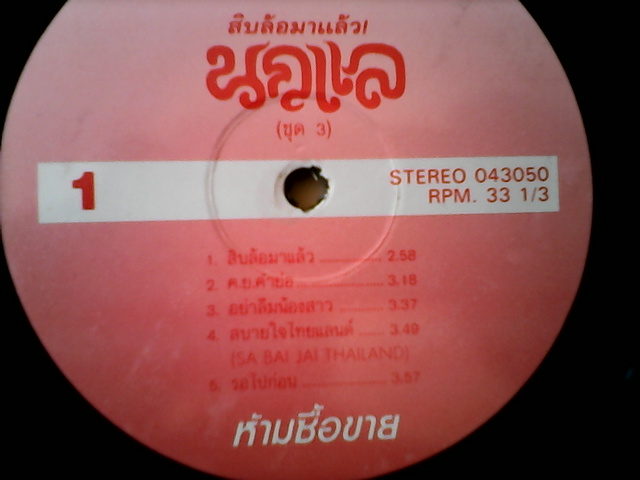 สิบล้อมาแล้ว!
นกแล
(ชุด 3)
1
STEREO 043050
RPM. 33 1/3
1. สิบล้อมาแล้ว ........ 2.58
2. ค.ย.คำย่อ ........ 3.18
3. อย่าลืมน้องสาว ........ 3.37
4. สบายใจไทยแลนด์ ...... 3.49
(SA BAI JAI THAILAND)
5. รอไปก่อน ........ 3.57
ห้ามซื้อขาย